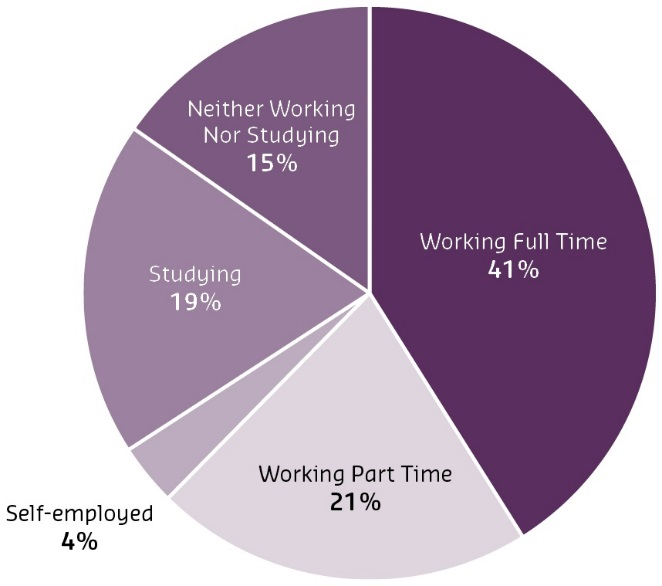 Neither Working
Nor Studying
15%
Working Full Time
41%
Studying
19%
Working Part Time
21%
Self-employed
4%